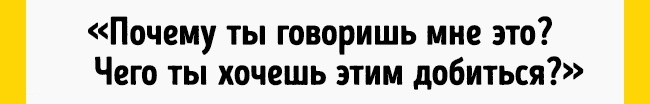 «Почему ты говоришь мне это?
Чего ты хочешь этим добиться?»